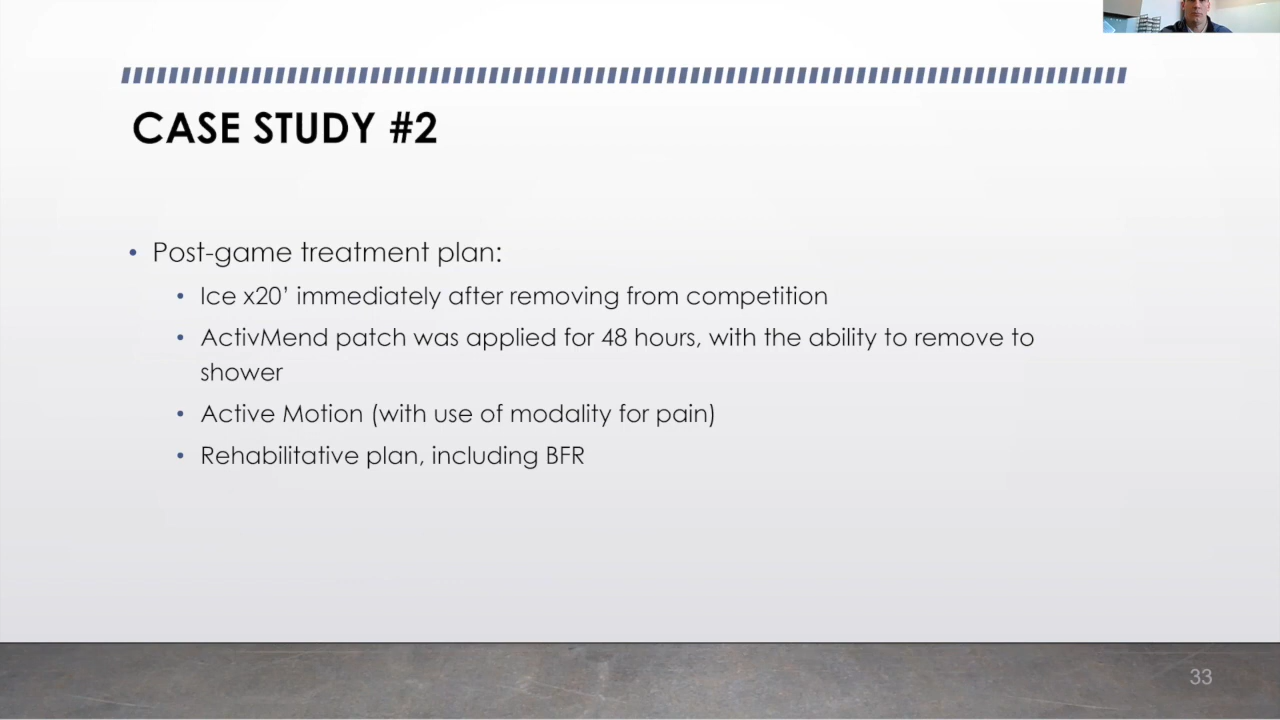 CASE STUDY #2
• Post-game treatment plan:
• Ice x20’ immediately after removing from competition
• ActivMend patch was applied for 48 hours, with the ability to remove to
shower
• Active Motion (with use of modality for pain)
• Rehabilitative plan, including BFR
33